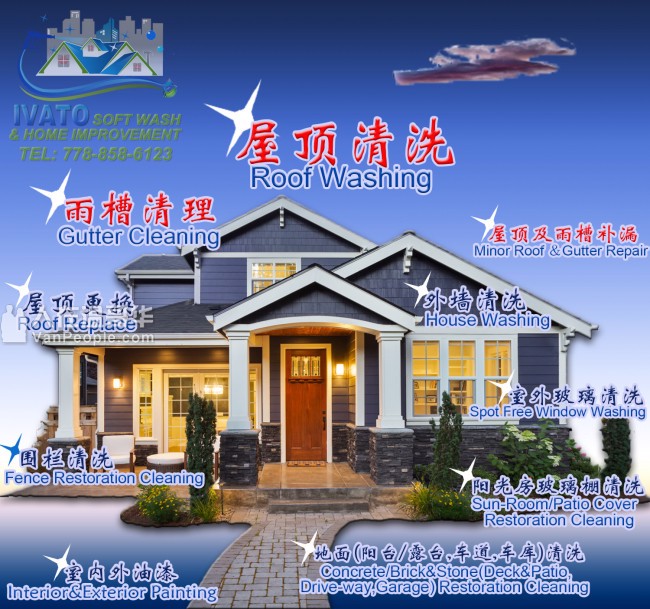 IVATO SOFT WASH
& HOME IMPROVEMENT
TEL: 778-858-6123
屋顶清洗
Roof Washing
雨槽清理
Gutter Cleaning
屋顶及雨槽补漏
Minor Roof & Gutter Repair
屋顶更换
Roof Replace
VanPeople.com
外墙清洗
House Washing
室外玻璃清洗
Spot Free Window Washing
围栏清洗
Fence Restoration Cleaning
阳光房玻璃棚清洗
Sun-Room/Patio Cover
Restoration Cleaning
室内外油漆
Interior&Exterior Painting
地面(阳台/露台,车道,车库)清洗
Concrete/Brick&Stone(Deck&Patio,
Drive-way,Garage) Restoration Cleaning